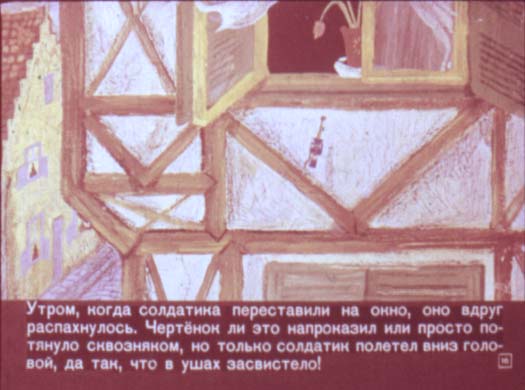 Утром, когда солдатика переставили на окно, оно вдруг
распахнулось. Чертёнок ли это напроказил или просто по-
тянуло сквозняком, но только солдатик полетел вниз голо-
вой, да так, что в ушах засвистело!
16